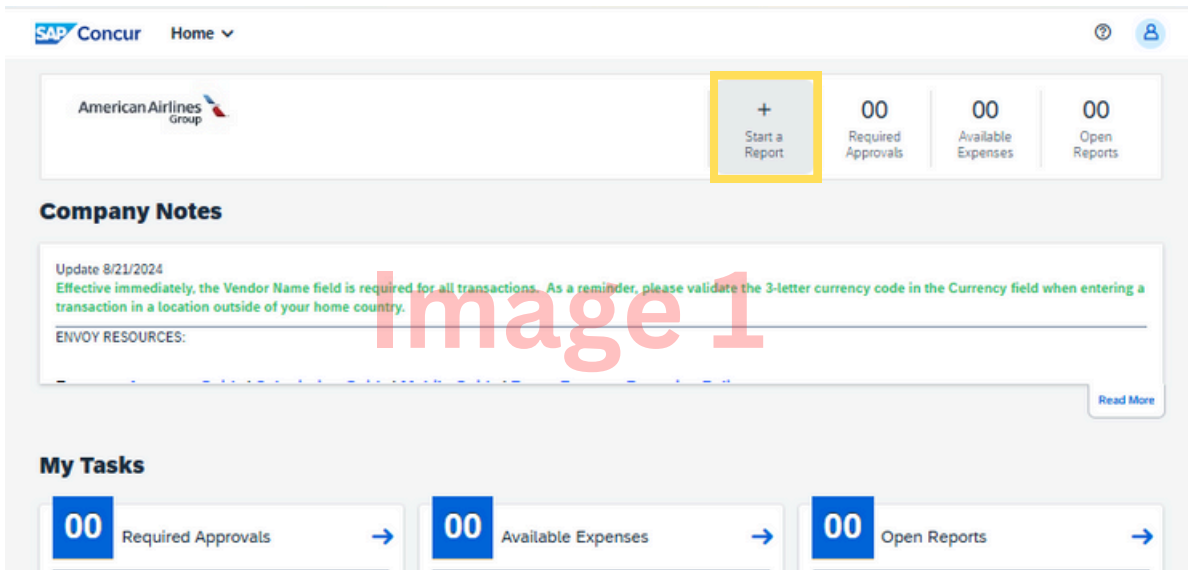 SAP Concur Home
American Airlines
Group
+
Start a
Report
00
Required
Approvals
00
Available
Expenses
00
Open
Reports
Company Notes
Update 8/21/2024
Effective immediately, the Vendor Name field is required for all transactions. As a reminder, please validate the 3-letter currency code in the Currency field when entering a
transaction in a location outside of your home country.
Image 1
ENVOY RESOURCES:
Read More
My Tasks
00 Required Approvals
00 Available Expenses
00 Open Reports